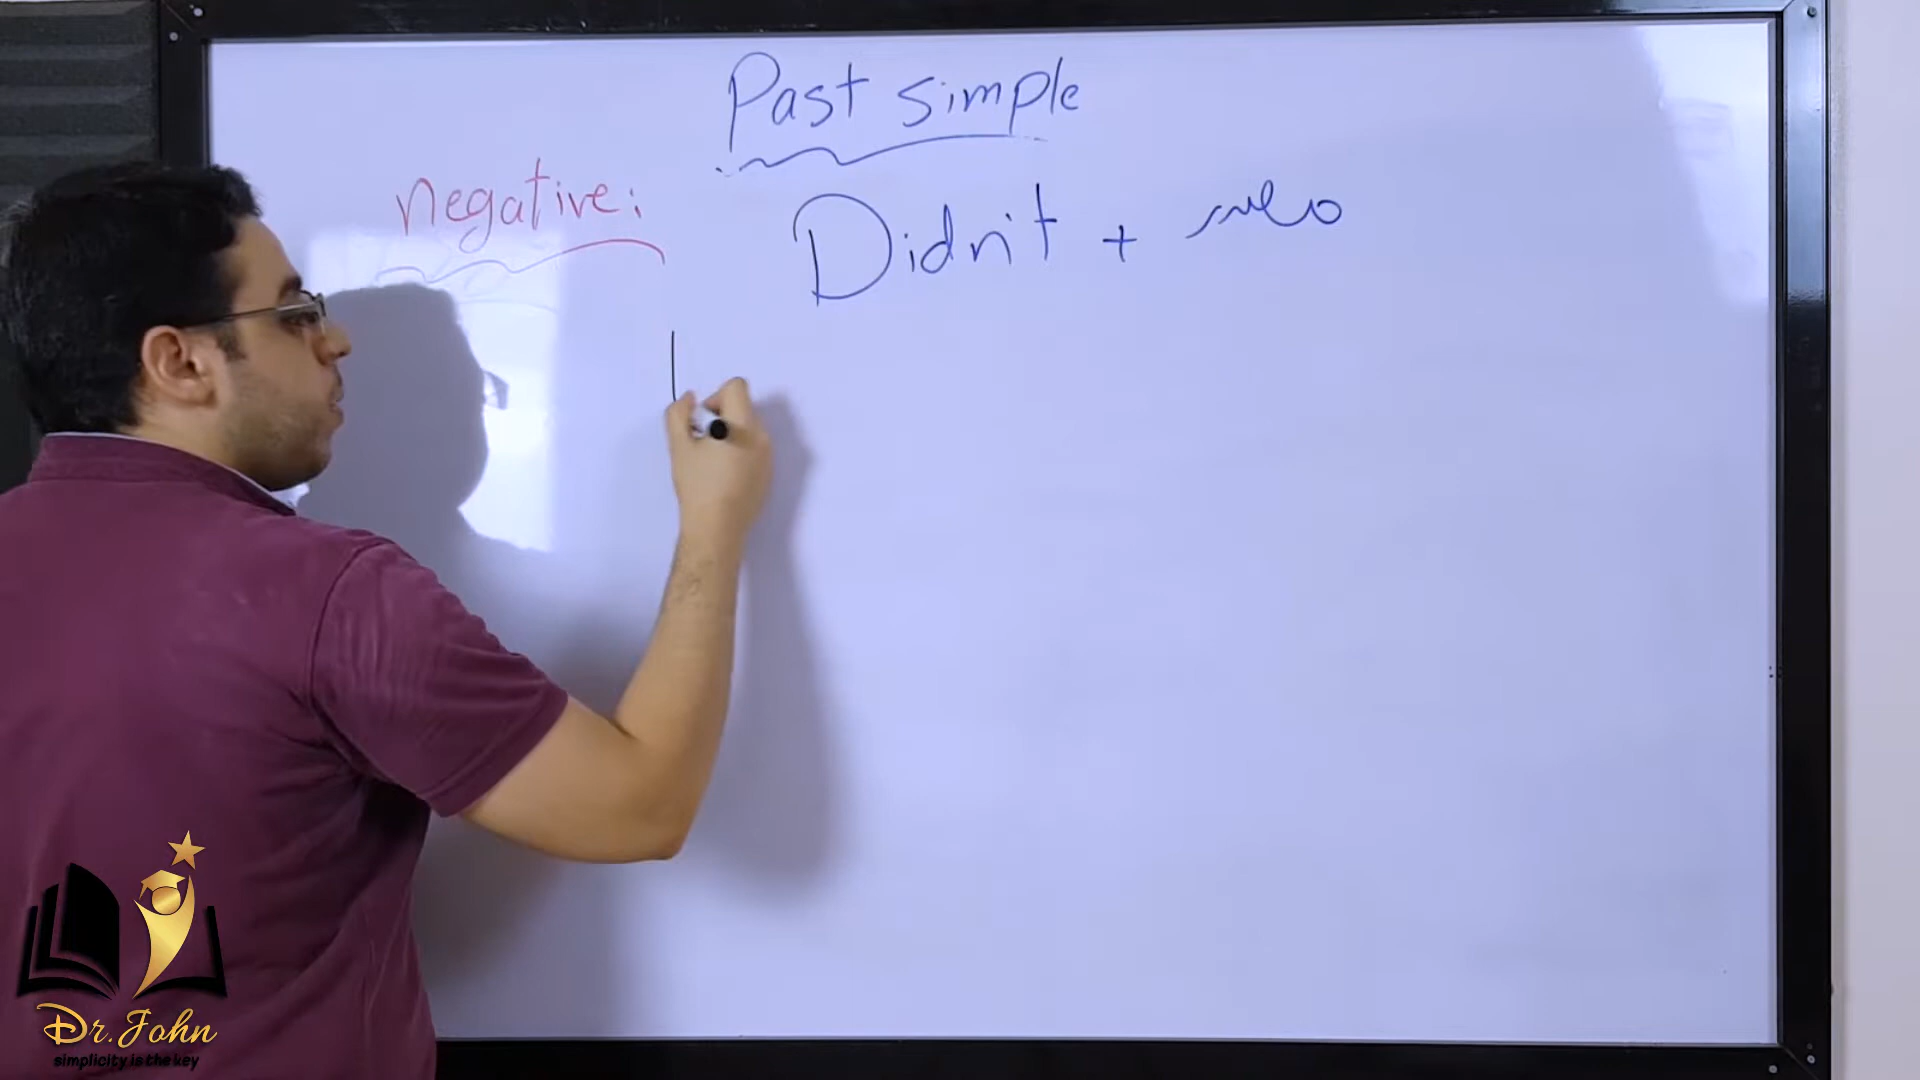 Past simple
negative:
Didn't + مصدر
Dr. John
simplicity is the key